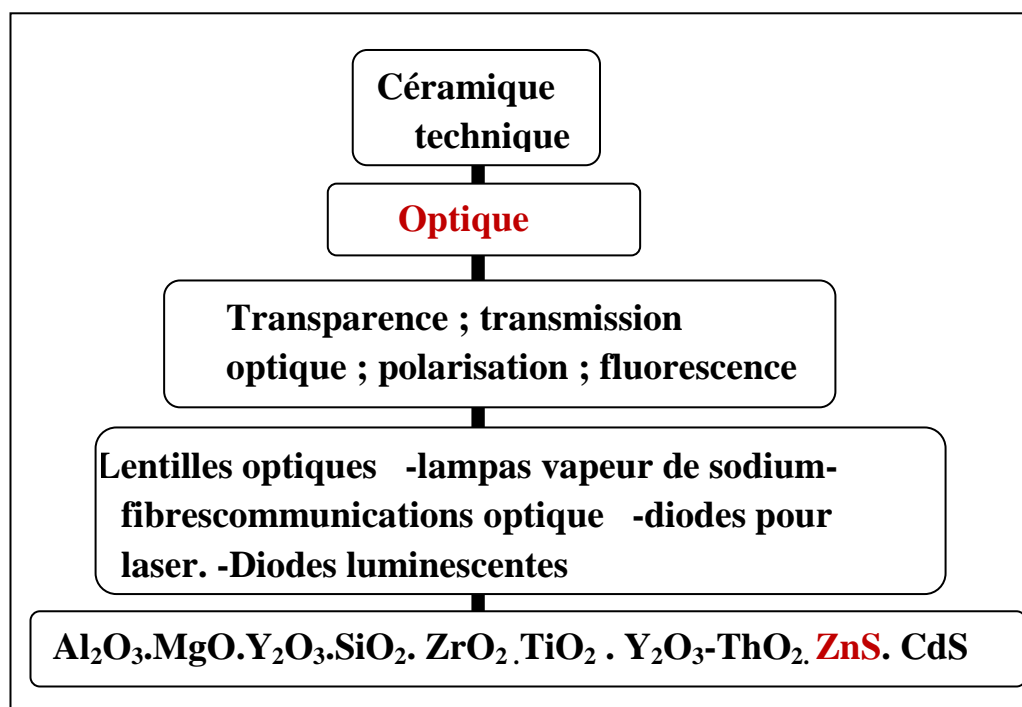 Céramique
technique
Optique
Transparence ; transmission
optique ; polarisation ; fluorescence
Lentilles optiques -lampas vapeur de sodium-
fibrescommunications optique -diodes pour
laser. -Diodes luminescentes
Al₂O₃.MgO.Y₂O₃.SiO₂. ZrO₂ .TiO₂ . Y₂O₃-ThO₂. ZnS. CdS